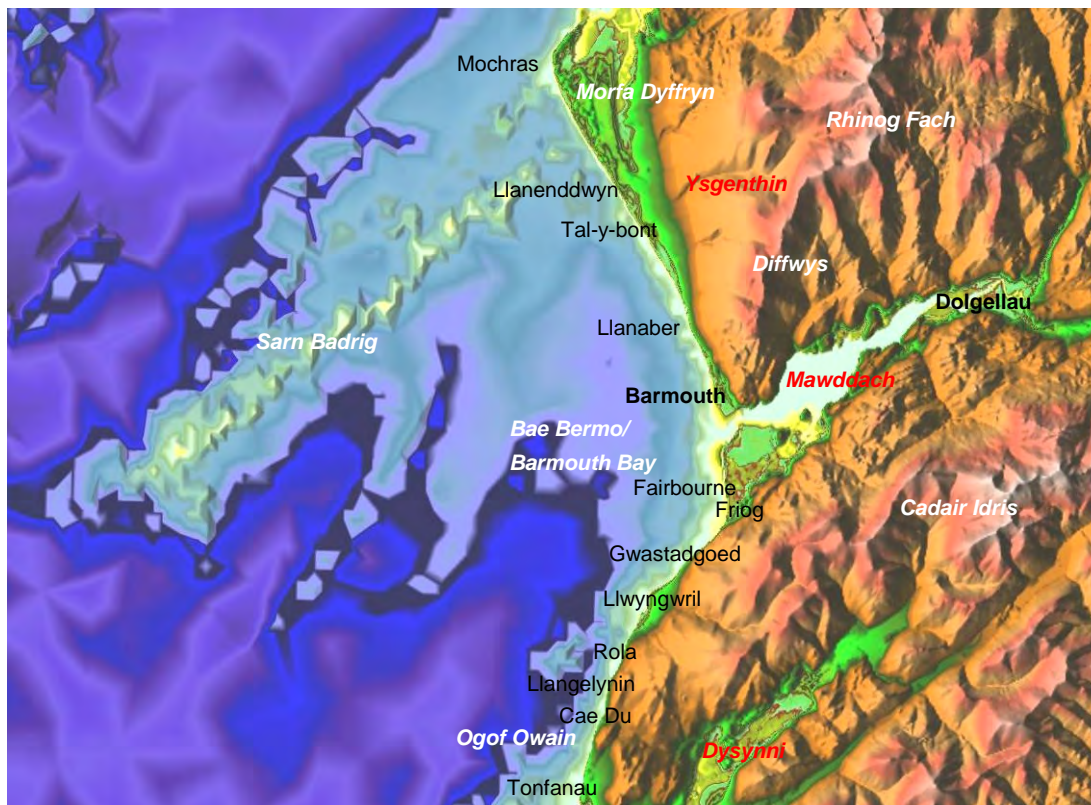 Mochras
Morfa Dyffryn
Rhinog Fach
Ysgenthin
Llanenddwyn
Tal-y-bont
Diffwys
Dolgellau
Llanaber
Sarn Badrig
Mawddach
Barmouth
Bae Bermo/
Barmouth Bay
Fairbourne
Friog
Cadair Idris
Gwastadgoed
Llwyngwril
Rola
Llangelynin
Cae Du
Ogof Owain
Dysynni
Tonfanau